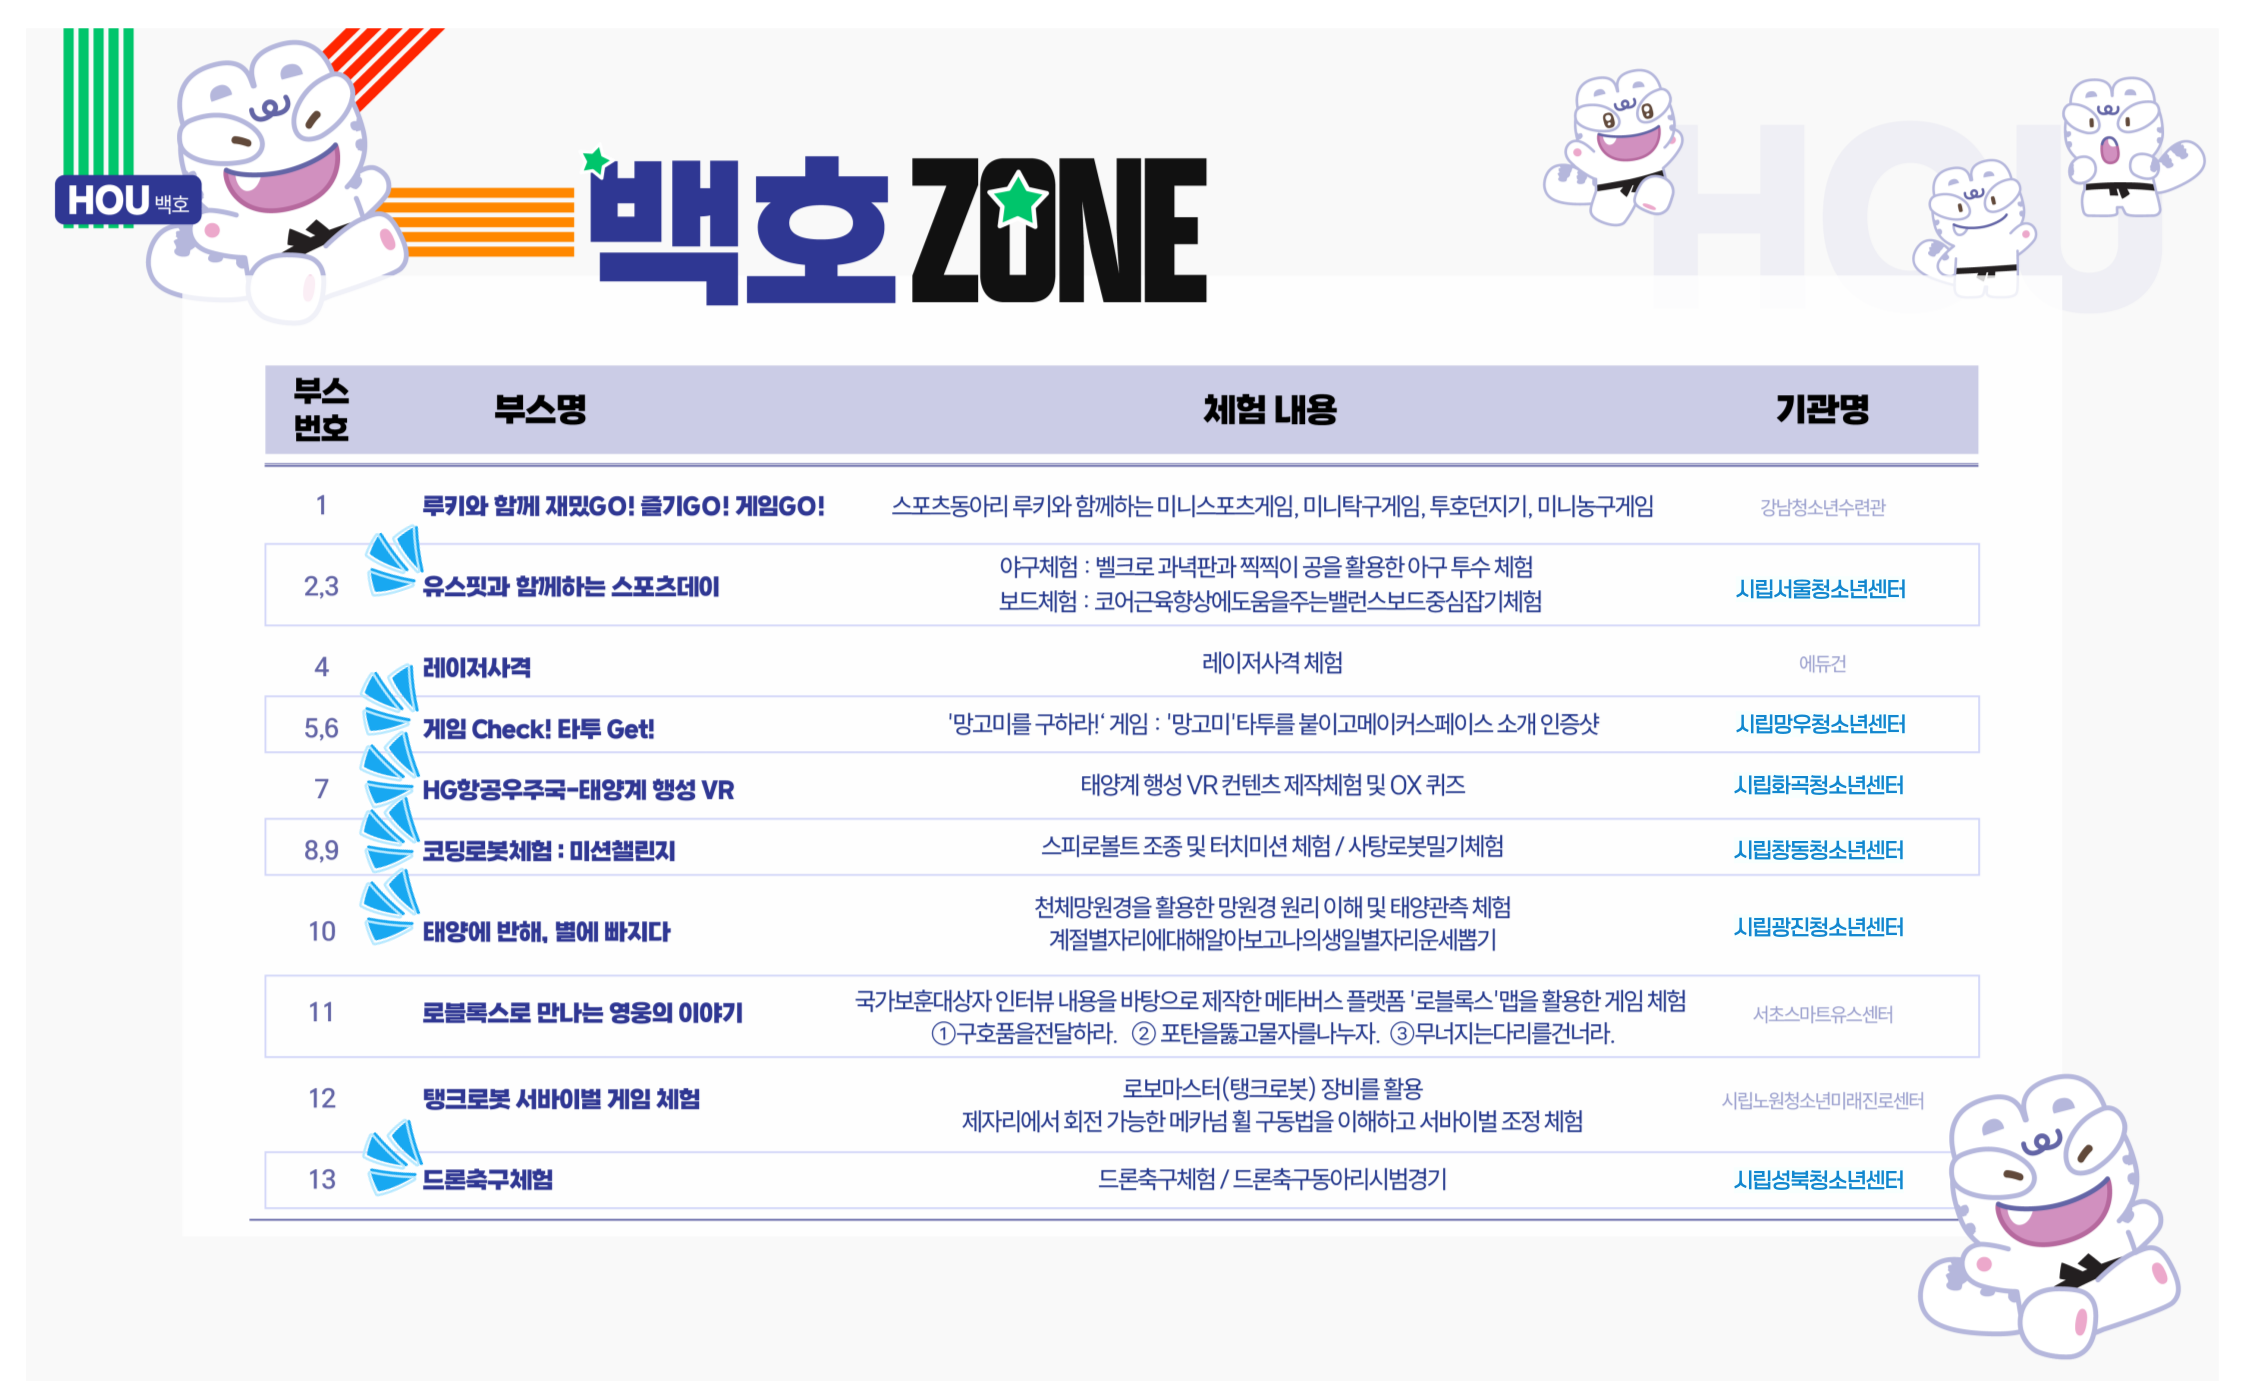 HOU 백호
HOU
백호 ZONE
부스 번호 부스명 체험 내용 기관명
1 루키와 함께 재밌GO! 즐기GO! 게임GO! 스포츠동아리 루키와 함께하는 미니스포츠게임, 미니탁구게임, 투호던지기, 미니농구게임 강남청소년수련관
2,3 유스핏과 함께하는 스포츠데이 야구체험 : 벨크로 과녁판과 찍찍이 공을 활용한 야구 투수 체험
보드체험 : 코어근육향상에도움을주는밸런스보드중심잡기체험 시립서울청소년센터
4 레이저사격 레이저사격 체험 에듀건
5,6 게임 Check! 타투 Get! '망고미를 구하라!‘ 게임 : '망고미'타투를 붙이고메이커스페이스 소개 인증샷 시립망우청소년센터
7 HG항공우주국-태양계 행성 VR 태양계 행성 VR 컨텐츠 제작체험 및 OX 퀴즈 시립화곡청소년센터
8,9 코딩로봇체험 : 미션챌린지 스피로볼트 조종 및 터치미션 체험 / 사탕로봇밀기체험 시립창동청소년센터
10 태양에 반해, 별에 빠지다 천체망원경을 활용한 망원경 원리 이해 및 태양관측 체험
계절별자리에대해알아보고나의생일별자리운세뽑기 시립광진청소년센터
11 로블록스로 만나는 영웅의 이야기 국가보훈대상자 인터뷰 내용을 바탕으로 제작한 메타버스 플랫폼 '로블록스'맵을 활용한 게임 체험
①구호품을전달하라. ② 포탄을뚫고물자를나누자. ③무너지는다리를건너라. 서초스마트유스센터
12 탱크로봇 서바이벌 게임 체험 로보마스터(탱크로봇) 장비를 활용
제자리에서 회전 가능한 메카넘 휠 구동법을 이해하고 서바이벌 조정 체험 시립노원청소년미래진로센터
13 드론축구체험 드론축구체험 / 드론축구동아리시범경기 시립성북청소년센터